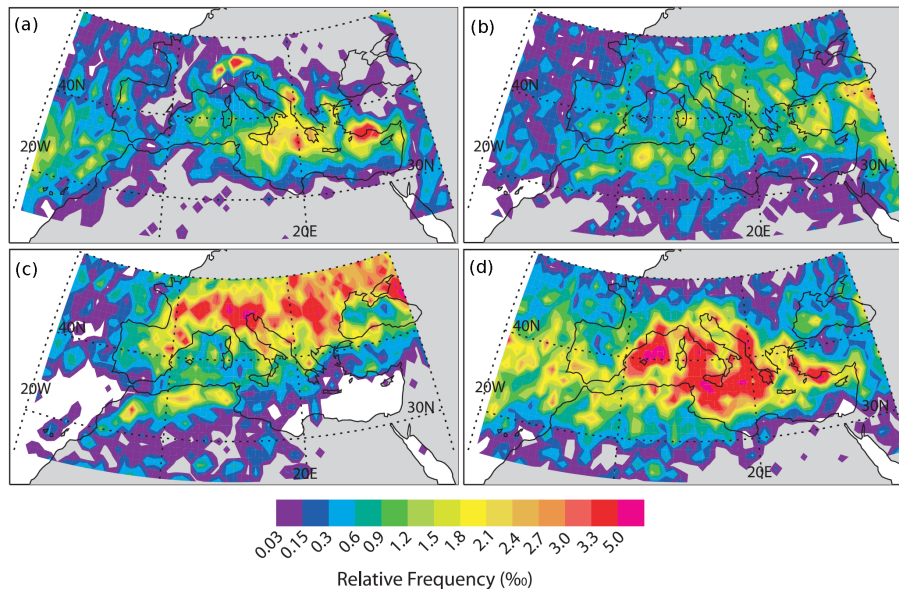 (a)
40N
20W
30N
20E
(b)
40N
20W
30N
20E
(c)
40N
20W
30N
20E
(d)
40N
20W
30N
20E
0.03 0.15 0.3 0.6 0.9 1.2 1.5 1.8 2.1 2.4 2.7 3.0 3.3 5.0
Relative Frequency (‰)